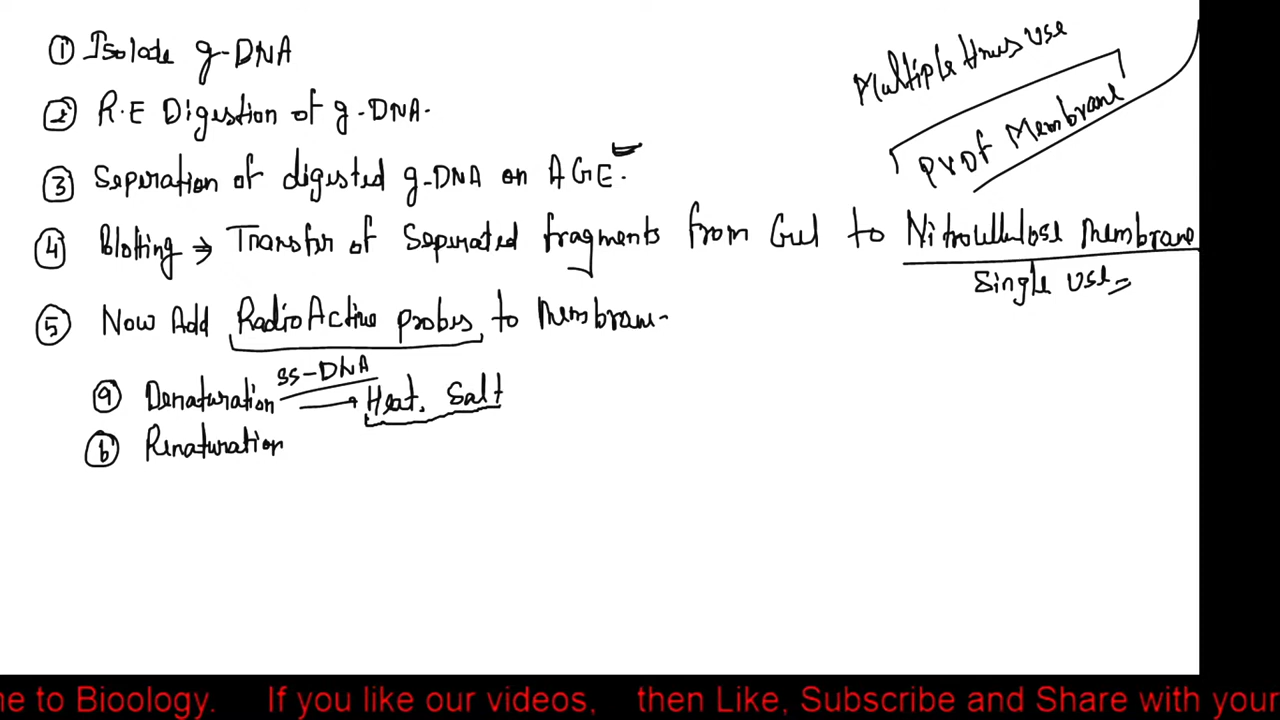 ① Isolade g-DNA
② R.E Digestion of g-DNA.
③ Seperation of digested g-DNA on AGE.
④ Blotting → Transfer of Seperated fragments from Gel to Nitrocellulose Membrane
Single Use
Multiple times use
PVDF Membrane
⑤ Now Add RadioActive probes to Membrane.
ⓐ Denaturation ss-DNA → Heat, Salt
ⓑ Renaturation
ne to Bioology. If you like our videos, then Like, Subscribe and Share with your